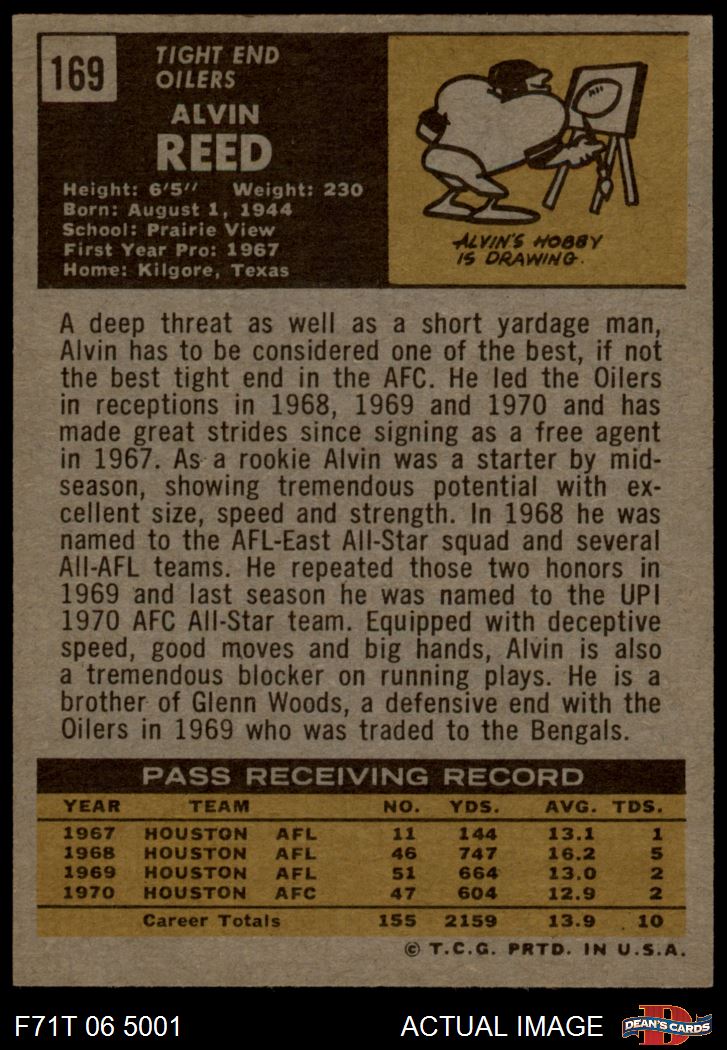 169
TIGHT END
OILERS
ALVIN
REED
Height: 6'5" Weight: 230
Born: August 1, 1944
School: Prairie View
First Year Pro: 1967
Home: Kilgore, Texas
ALVIN'S HOBBY
IS DRAWING.
A deep threat as well as a short yardage man,
Alvin has to be considered one of the best, if not
the best tight end in the AFC. He led the Oilers
in receptions in 1968, 1969 and 1970 and has
made great strides since signing as a free agent
in 1967. As a rookie Alvin was a starter by mid-
season, showing tremendous potential with ex-
cellent size, speed and strength. In 1968 he was
named to the AFL-East All-Star squad and several
All-AFL teams. He repeated those two honors in
1969 and last season he was named to the UPI
1970 AFC All-Star team. Equipped with deceptive
speed, good moves and big hands, Alvin is also
a tremendous blocker on running plays. He is a
brother of Glenn Woods, a defensive end with the
Oilers in 1969 who was traded to the Bengals.
PASS RECEIVING RECORD
YEAR TEAM NO. YDS. AVG. TDS.
1967 HOUSTON AFL 11 144 13.1 1
1968 HOUSTON AFL 46 747 16.2 5
1969 HOUSTON AFL 51 664 13.0 2
1970 HOUSTON AFC 47 604 12.9 2
Career Totals 155 2159 13.9 10
© T.C.G. PRTD. IN U.S.A.
F71T 06 5001 ACTUAL IMAGE D DEAN'S CARDS